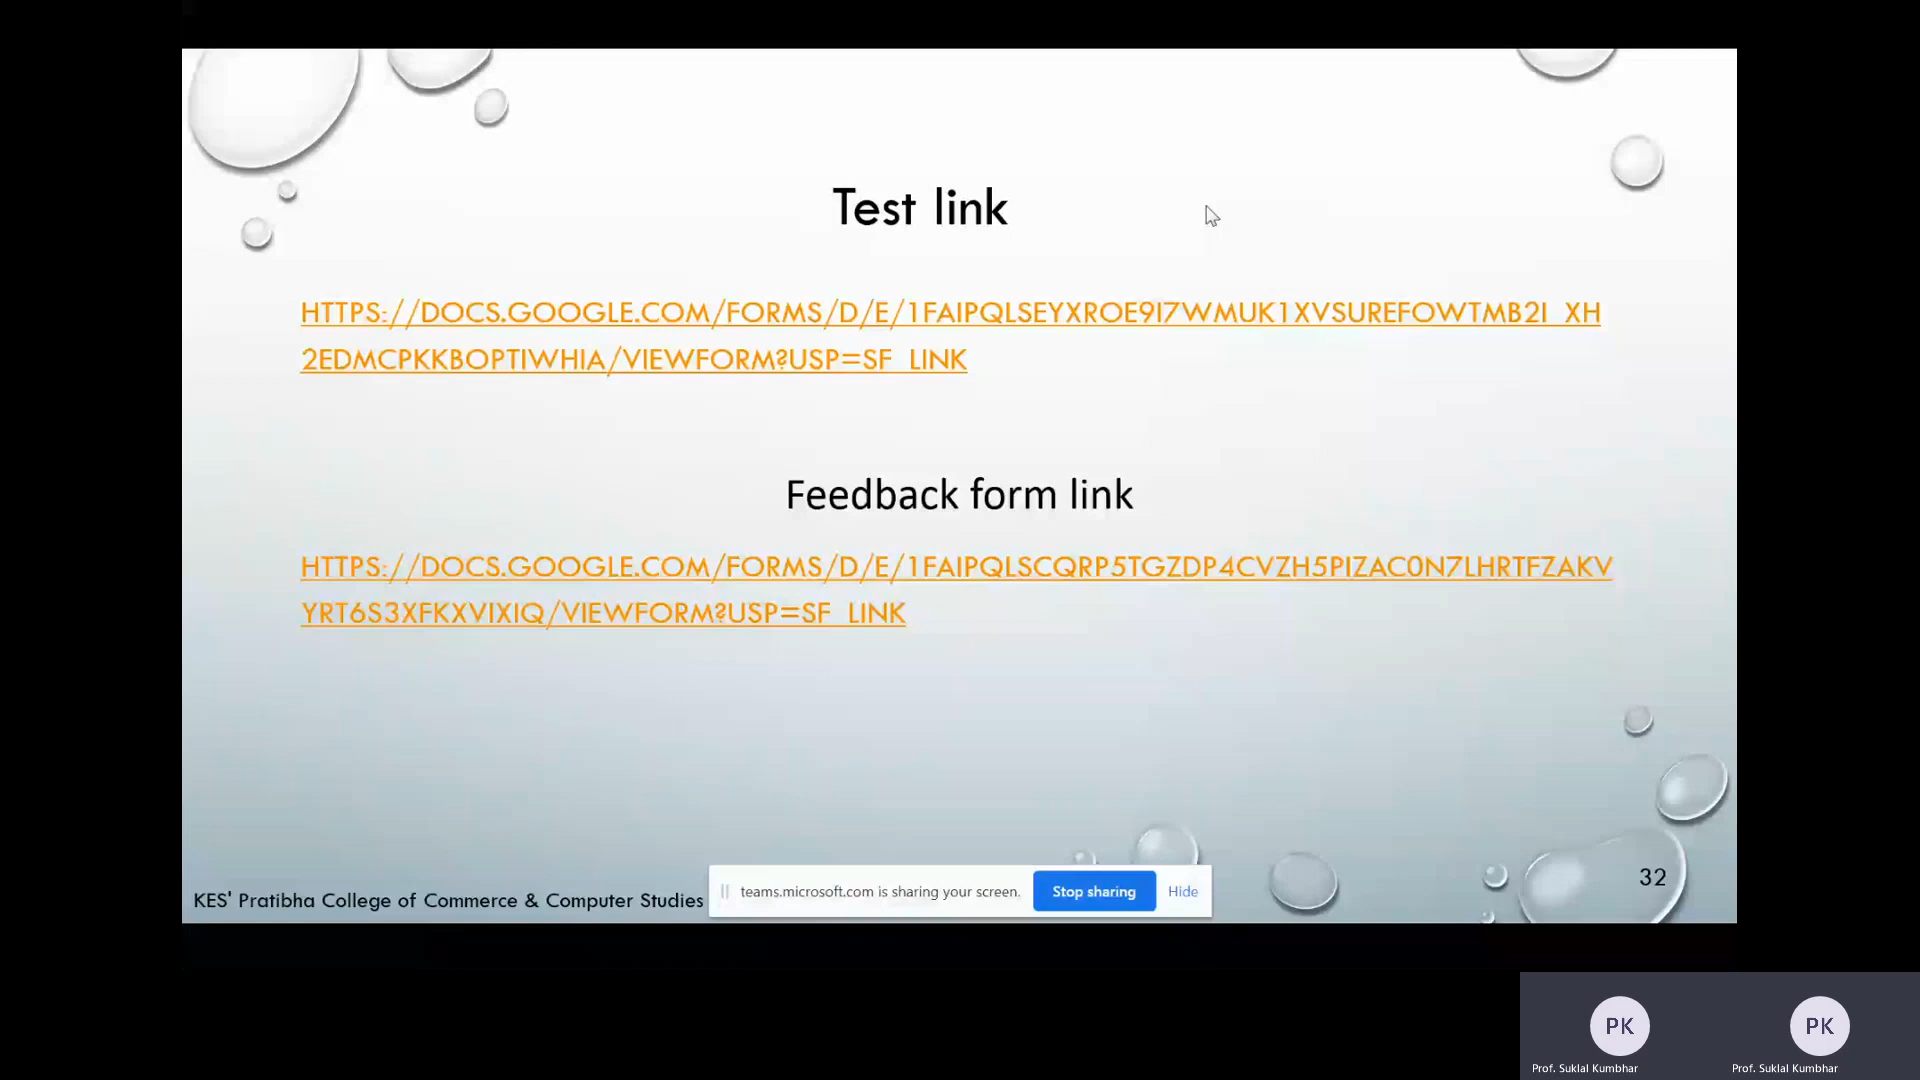 Test link
HTTPS://DOCS.GOOGLE.COM/FORMS/D/E/1FAIPQLSEYXROE9I7WMUK1XVSUREFOWTMB2I_XH
2EDMCPKKBOPTIWHIA/VIEWFORM?USP=SF_LINK
Feedback form link
HTTPS://DOCS.GOOGLE.COM/FORMS/D/E/1FAIPQLSCQRP5TGZDP4CVZH5PIZAC0N7LHRTFZAKV
YRT6S3XFKXVIXIQ/VIEWFORM?USP=SF_LINK
32
KES' Pratibha College of Commerce & Computer Studies
teams.microsoft.com is sharing your screen. Stop sharing Hide
PK PK
Prof. Suklal Kumbhar Prof. Suklal Kumbhar